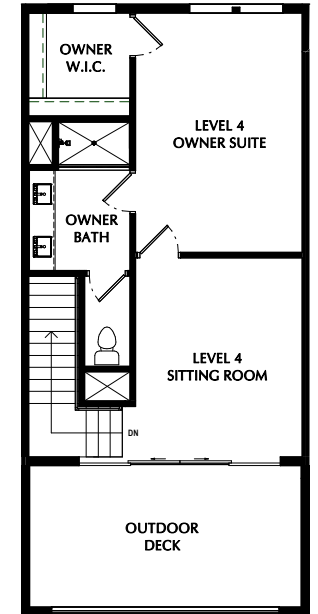 OWNER
W.I.C.
LEVEL 4
OWNER SUITE
OWNER
BATH
LEVEL 4
SITTING ROOM
DN
OUTDOOR
DECK